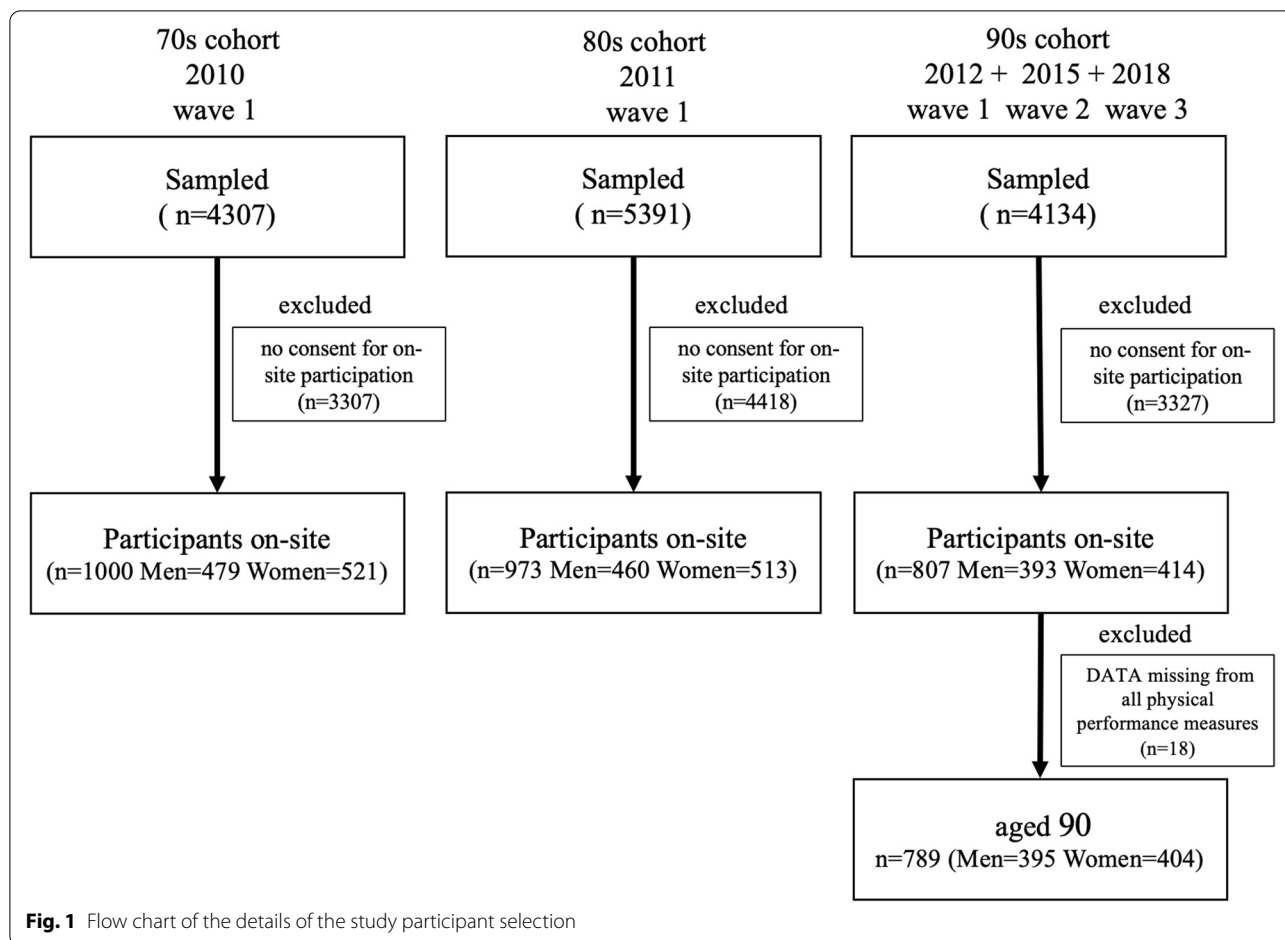 70s cohort
2010
wave 1
Sampled
( n=4307)
excluded
no consent for on-
site participation
(n=3307)
Participants on-site
(n=1000 Men=479 Women=521)
80s cohort
2011
wave 1
Sampled
( n=5391)
excluded
no consent for on-
site participation
(n=4418)
Participants on-site
(n=973 Men=460 Women=513)
90s cohort
2012 + 2015 + 2018
wave 1 wave 2 wave 3
Sampled
( n=4134)
excluded
no consent for on-
site participation
(n=3327)
Participants on-site
(n=807 Men=393 Women=414)
excluded
DATA missing from
all physical
performance measures
(n=18)
aged 90
n=789 (Men=395 Women=404)
Fig. 1 Flow chart of the details of the study participant selection